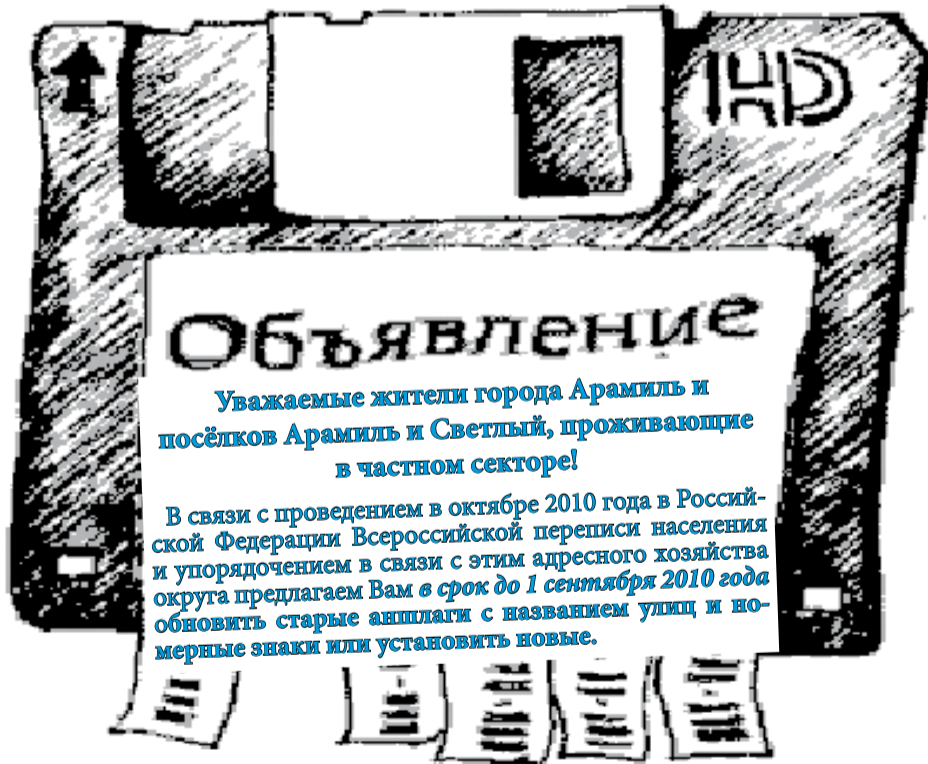 HD
Объявление
Уважаемые жители города Арамиль и
посёлков Арамиль и Светлый, проживающие
в частном секторе!
В связи с проведением в октябре 2010 года в Россий-
ской Федерации Всероссийской переписи населения
и упорядочением в связи с этим адресного хозяйства
округа предлагаем Вам в срок до 1 сентября 2010 года
обновить старые аншлаги с названием улиц и но-
мерные знаки или установить новые.